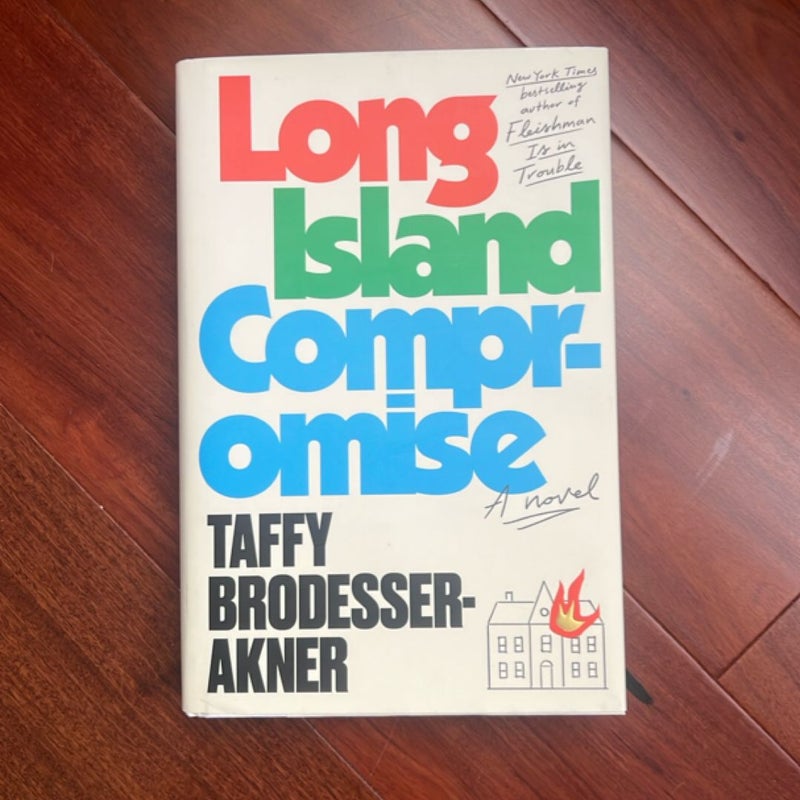 Long
Island
Compr-
omise
New York Times
bestselling
author of
Fleishman
Is in
Trouble
A novel
TAFFY
BRODESSER-
AKNER